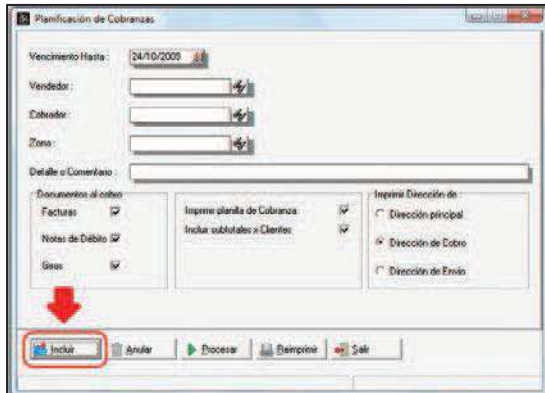 Planificación de Cobranzas
Vencimiento Hasta : 24/10/2009
Vendedor :
Cobrador :
Zona :
Detalle o Comentario :
Documentos al cobro
Facturas
Notas de Débito
Giros
Imprimir planilla de Cobranza
Incluir subtotales x Clientes
Imprimir Dirección de :
Dirección principal
Dirección de Cobro
Dirección de Envío
Incluir Anular Procesar Reimprimir Salir